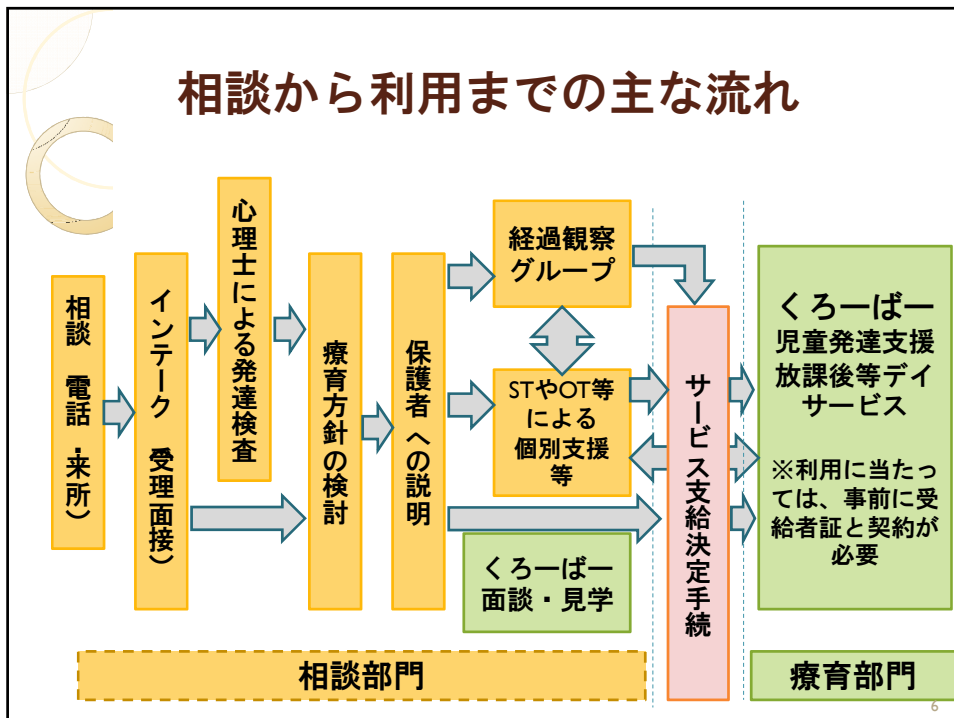 相談から利用までの主な流れ
相談 電話・来所）
インテーク 受理面接）
心理士による発達検査
療育方針の検討
保護者への説明
経過観察
グループ
STやOT等
による
個別支援
等
くろーばー
面談・見学
サービス支給決定手続
くろーばー
児童発達支援
放課後等デイ
サービス
※利用に当たっ
ては、事前に受
給者証と契約が
必要
相談部門
療育部門
6